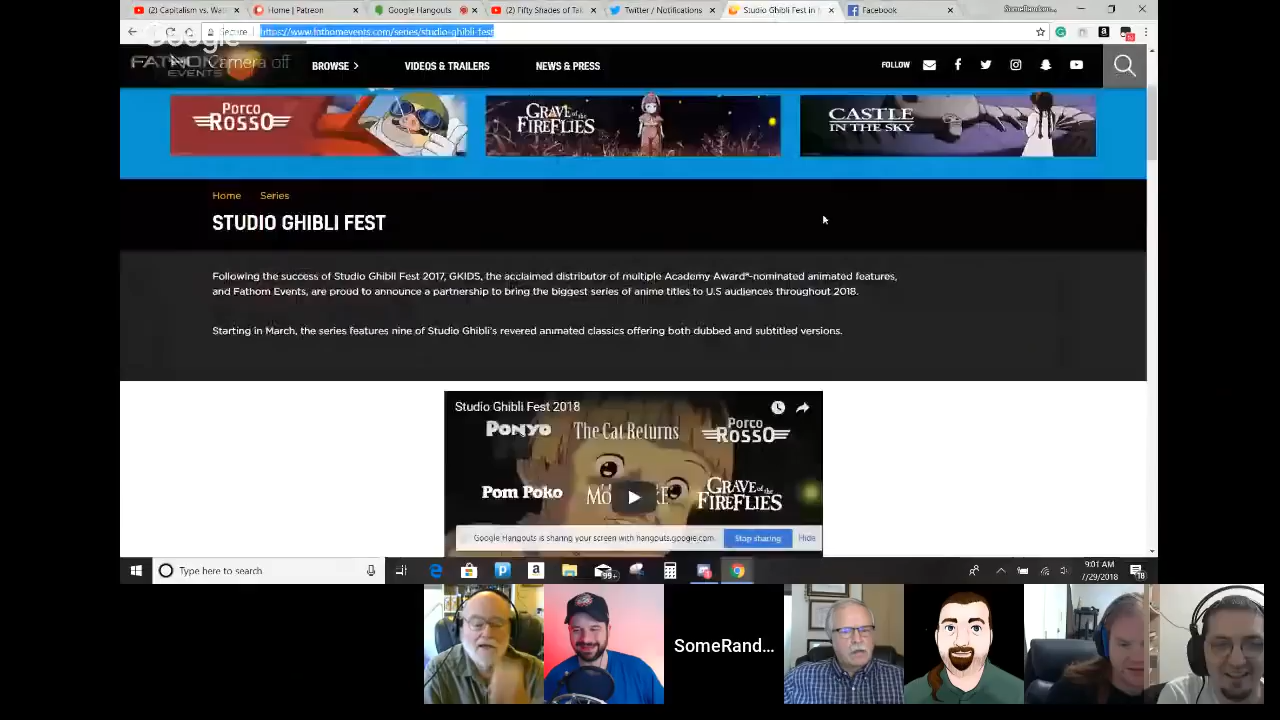 (2) Capitalism vs. Wa
Home | Patreon
Google Hangouts
(2) Fifty Shades of Ta
Twitter / Notifications
Studio Ghibli Fest in
Facebook
Google
Secure
https://www.fathomevents.com/series/studio-ghibli-fest
FATHOM
EVENTS
Camera off
BROWSE
VIDEOS & TRAILERS
NEWS & PRESS
FOLLOW
PORCO
ROSSO
GRAVE of the
FIREFLIES
CASTLE
IN THE SKY
Home
Series
STUDIO GHIBLI FEST
Following the success of Studio Ghibli Fest 2017, GKIDS, the acclaimed distributor of multiple Academy Award®-nominated animated features,
and Fathom Events, are proud to announce a partnership to bring the biggest series of anime titles to U.S audiences throughout 2018.
Starting in March, the series features nine of Studio Ghibli's revered animated classics offering both dubbed and subtitled versions.
Studio Ghibli Fest 2018
PONYO
The Cat Returns
PORCO
ROSSO
Pom Poko
GRAVE of the
FIREFLIES
Google Hangouts is sharing your screen with hangouts.google.com.
Stop sharing
Hide
Type here to search
99+
9:01 AM
7/29/2018
18
SomeRand...